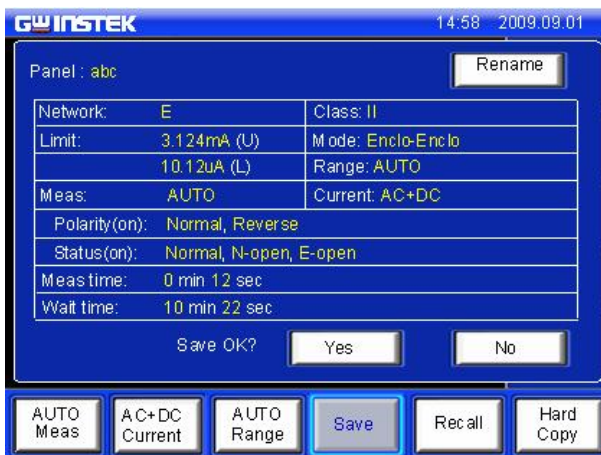 GW INSTEK 14:58 2009.09.01
Panel : abc Rename
Network: E Class: II
Limit: 3.124mA (U) Mode: Enclo-Enclo
10.12uA (L) Range: AUTO
Meas: AUTO Current: AC+DC
Polarity(on): Normal, Reverse
Status(on): Normal, N-open, E-open
Meas time: 0 min 12 sec
Wait time: 10 min 22 sec
Save OK? Yes No
AUTO Meas AC+DC Current AUTO Range Save Recall Hard Copy